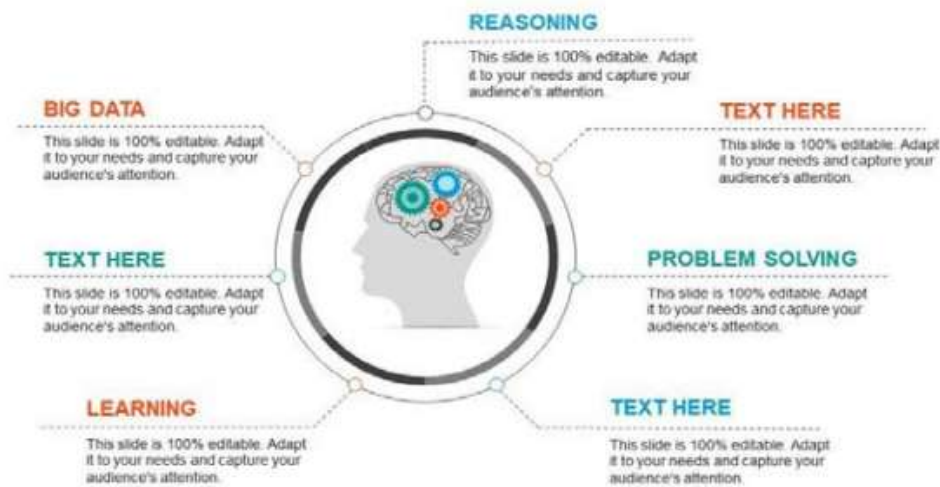 REASONING
This slide is 100% editable. Adapt
it to your needs and capture your
audience's attention.
BIG DATA
This slide is 100% editable. Adapt
it to your needs and capture your
audience's attention.
TEXT HERE
This slide is 100% editable. Adapt
it to your needs and capture your
audience's attention.
TEXT HERE
This slide is 100% editable. Adapt
it to your needs and capture your
audience's attention.
PROBLEM SOLVING
This slide is 100% editable. Adapt
it to your needs and capture your
audience's attention.
LEARNING
This slide is 100% editable. Adapt
it to your needs and capture your
audience's attention.
TEXT HERE
This slide is 100% editable. Adapt
it to your needs and capture your
audience's attention.